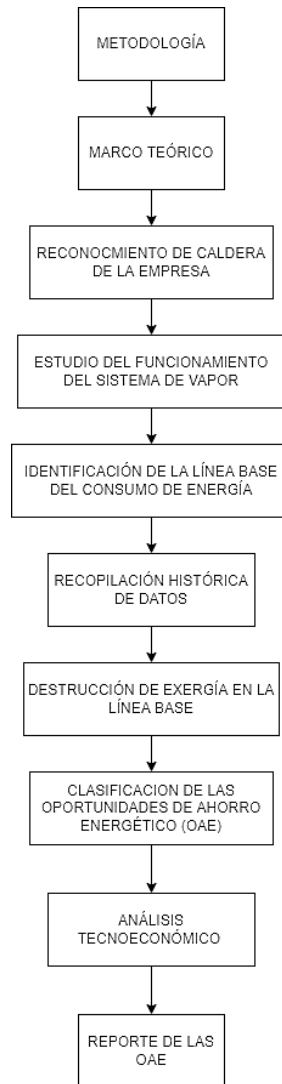 METODOLOGÍA
MARCO TEÓRICO
RECONOCMIENTO DE CALDERA
DE LA EMPRESA
ESTUDIO DEL FUNCIONAMIENTO
DEL SISTEMA DE VAPOR
IDENTIFICACIÓN DE LA LÍNEA BASE
DEL CONSUMO DE ENERGÍA
RECOPILACIÓN HISTÓRICA
DE DATOS
DESTRUCCIÓN DE EXERGÍA EN LA
LÍNEA BASE
CLASIFICACION DE LAS
OPORTUNIDADES DE AHORRO
ENERGÉTICO (OAE)
ANÁLISIS
TECNOECONÓMICO
REPORTE DE LAS
OAE